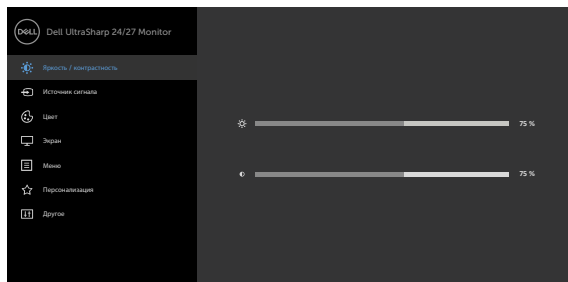 DELL Dell UltraSharp 24/27 Monitor
Яркость / контрастность
Источник сигнала
Цвет
Экран
Меню
Персонализация
Другое
75 %
75 %